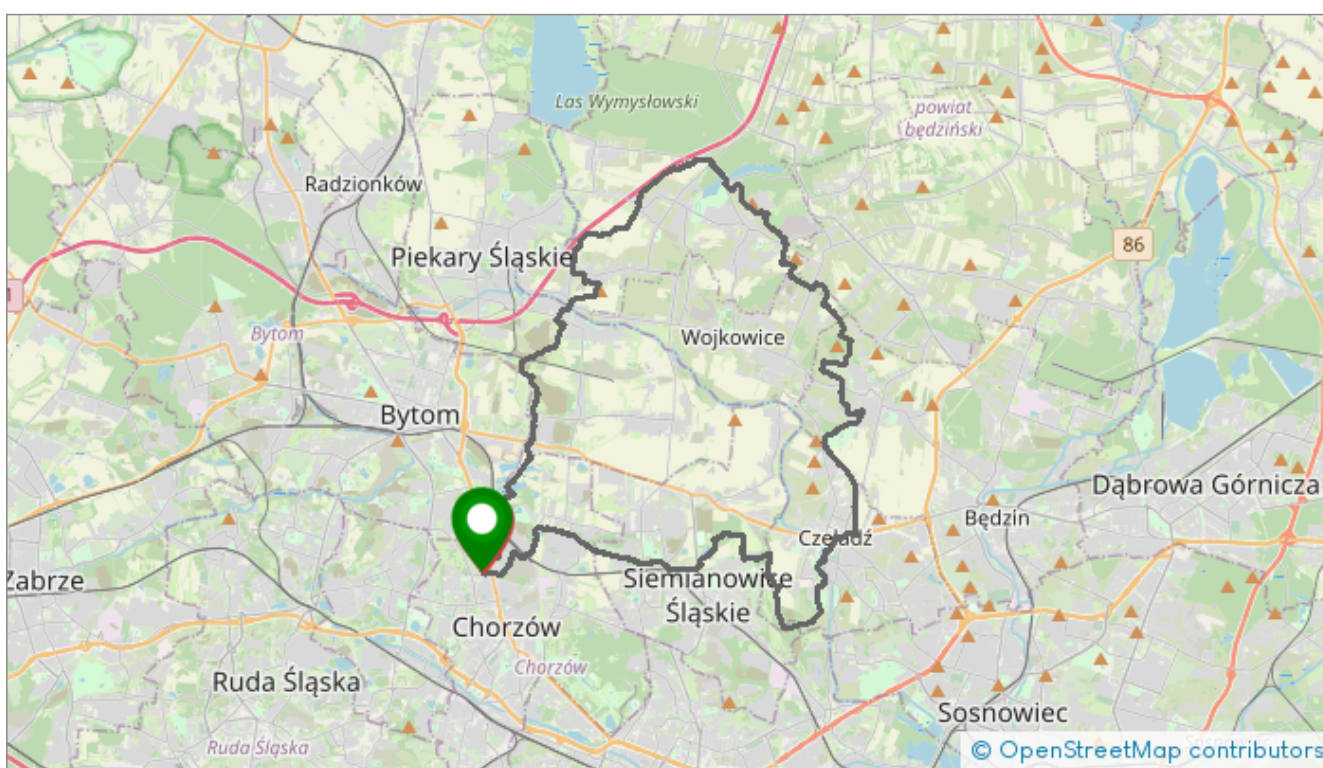 Las Wymysłowski
powiat
będziński
Radzionków
86
Piekary Śląskie
Bytom
Wojkowice
Bytom
Dąbrowa Górnicza
Będzin
Czeladź
Zabrze
Siemianowice
Śląskie
Chorzów
Chorzów
Ruda Śląska
Sosnowiec
Ruda Śląska
© OpenStreetMap contributors